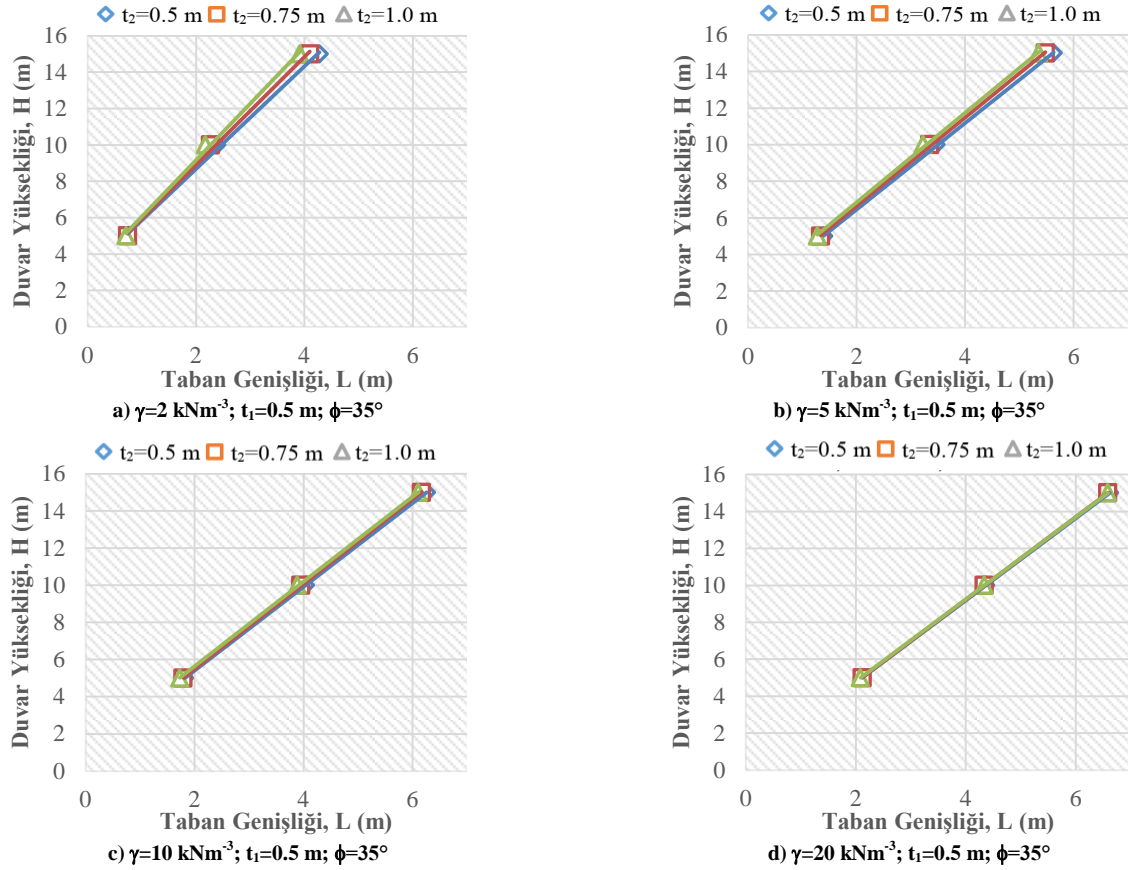 t₂=0.5 m t₂=0.75 m t₂=1.0 m
Duvar Yüksekliği, H (m)
16
14
12
10
8
6
4
2
0
0 2 4 6
Taban Genişliği, L (m)
a) γ=2 kNm⁻³; t₁=0.5 m; ϕ=35°
t₂=0.5 m t₂=0.75 m t₂=1.0 m
Duvar Yüksekliği, H (m)
16
14
12
10
8
6
4
2
0
0 2 4 6
Taban Genişliği, L (m)
b) γ=5 kNm⁻³; t₁=0.5 m; ϕ=35°
t₂=0.5 m t₂=0.75 m t₂=1.0 m
Duvar Yüksekliği, H (m)
16
14
12
10
8
6
4
2
0
0 2 4 6
Taban Genişliği, L (m)
c) γ=10 kNm⁻³; t₁=0.5 m; ϕ=35°
t₂=0.5 m t₂=0.75 m t₂=1.0 m
Duvar Yüksekliği, H (m)
16
14
12
10
8
6
4
2
0
0 2 4 6
Taban Genişliği, L (m)
d) γ=20 kNm⁻³; t₁=0.5 m; ϕ=35°